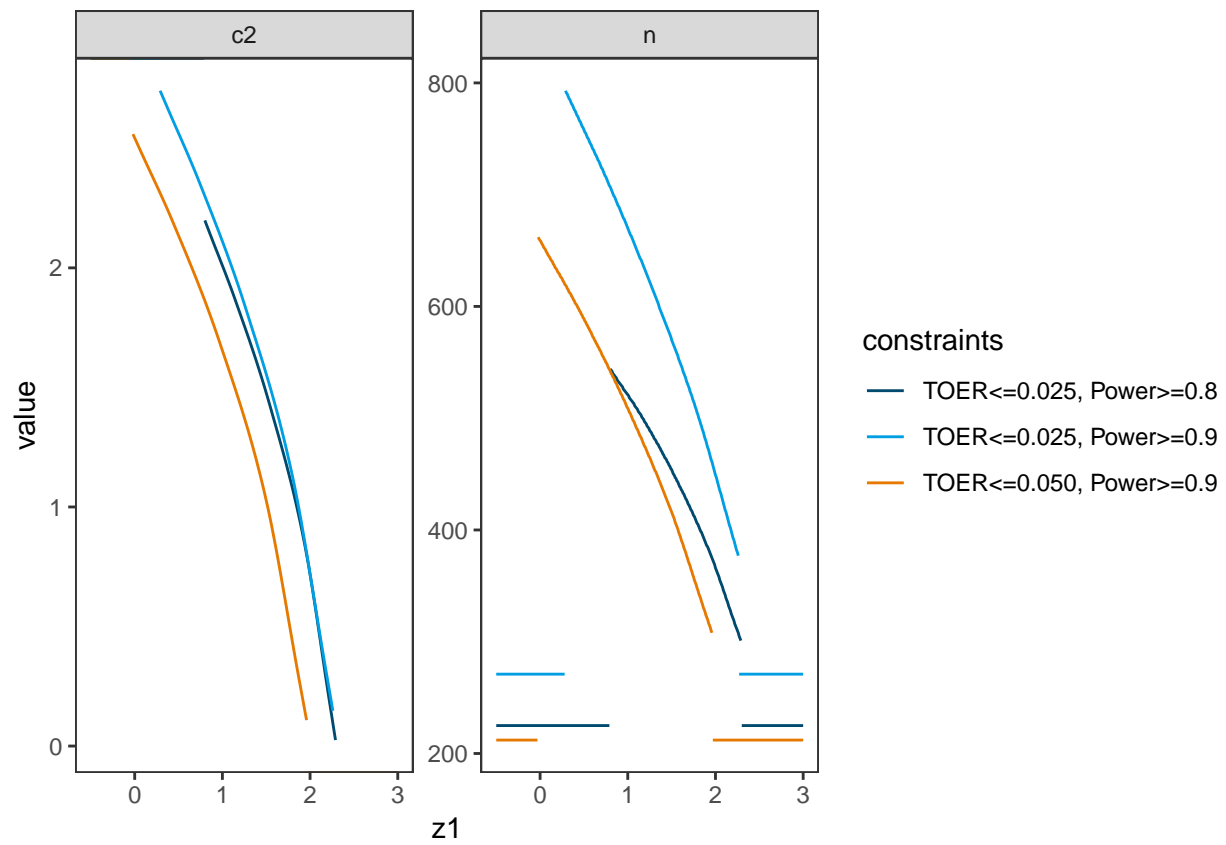 c2
n
value
2
1
0
800
600
400
200
0 1 2 3
0 1 2 3
z1
constraints
TOER<=0.025, Power>=0.8
TOER<=0.025, Power>=0.9
TOER<=0.050, Power>=0.9